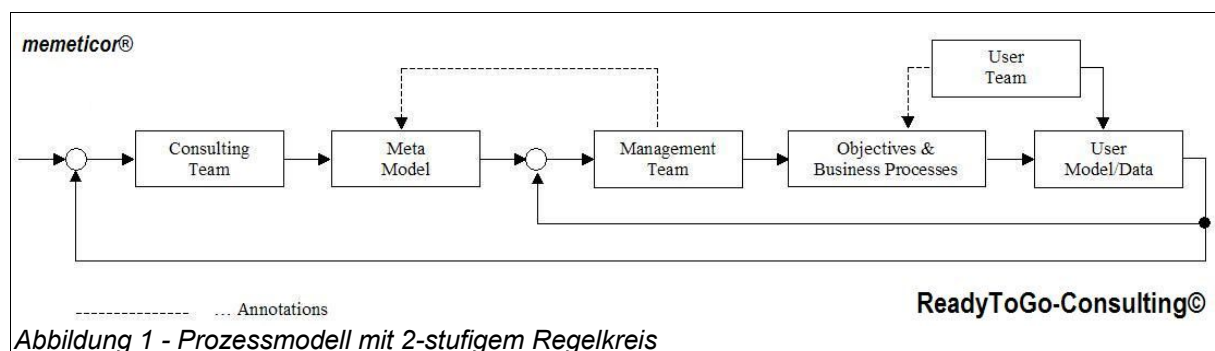 memeticor®
User
Team
Consulting
Team
Meta
Model
Management
Team
Objectives &
Business Processes
User
Model/Data
... Annotations
ReadyToGo-Consulting©
Abbildung 1 - Prozessmodell mit 2-stufigem Regelkreis